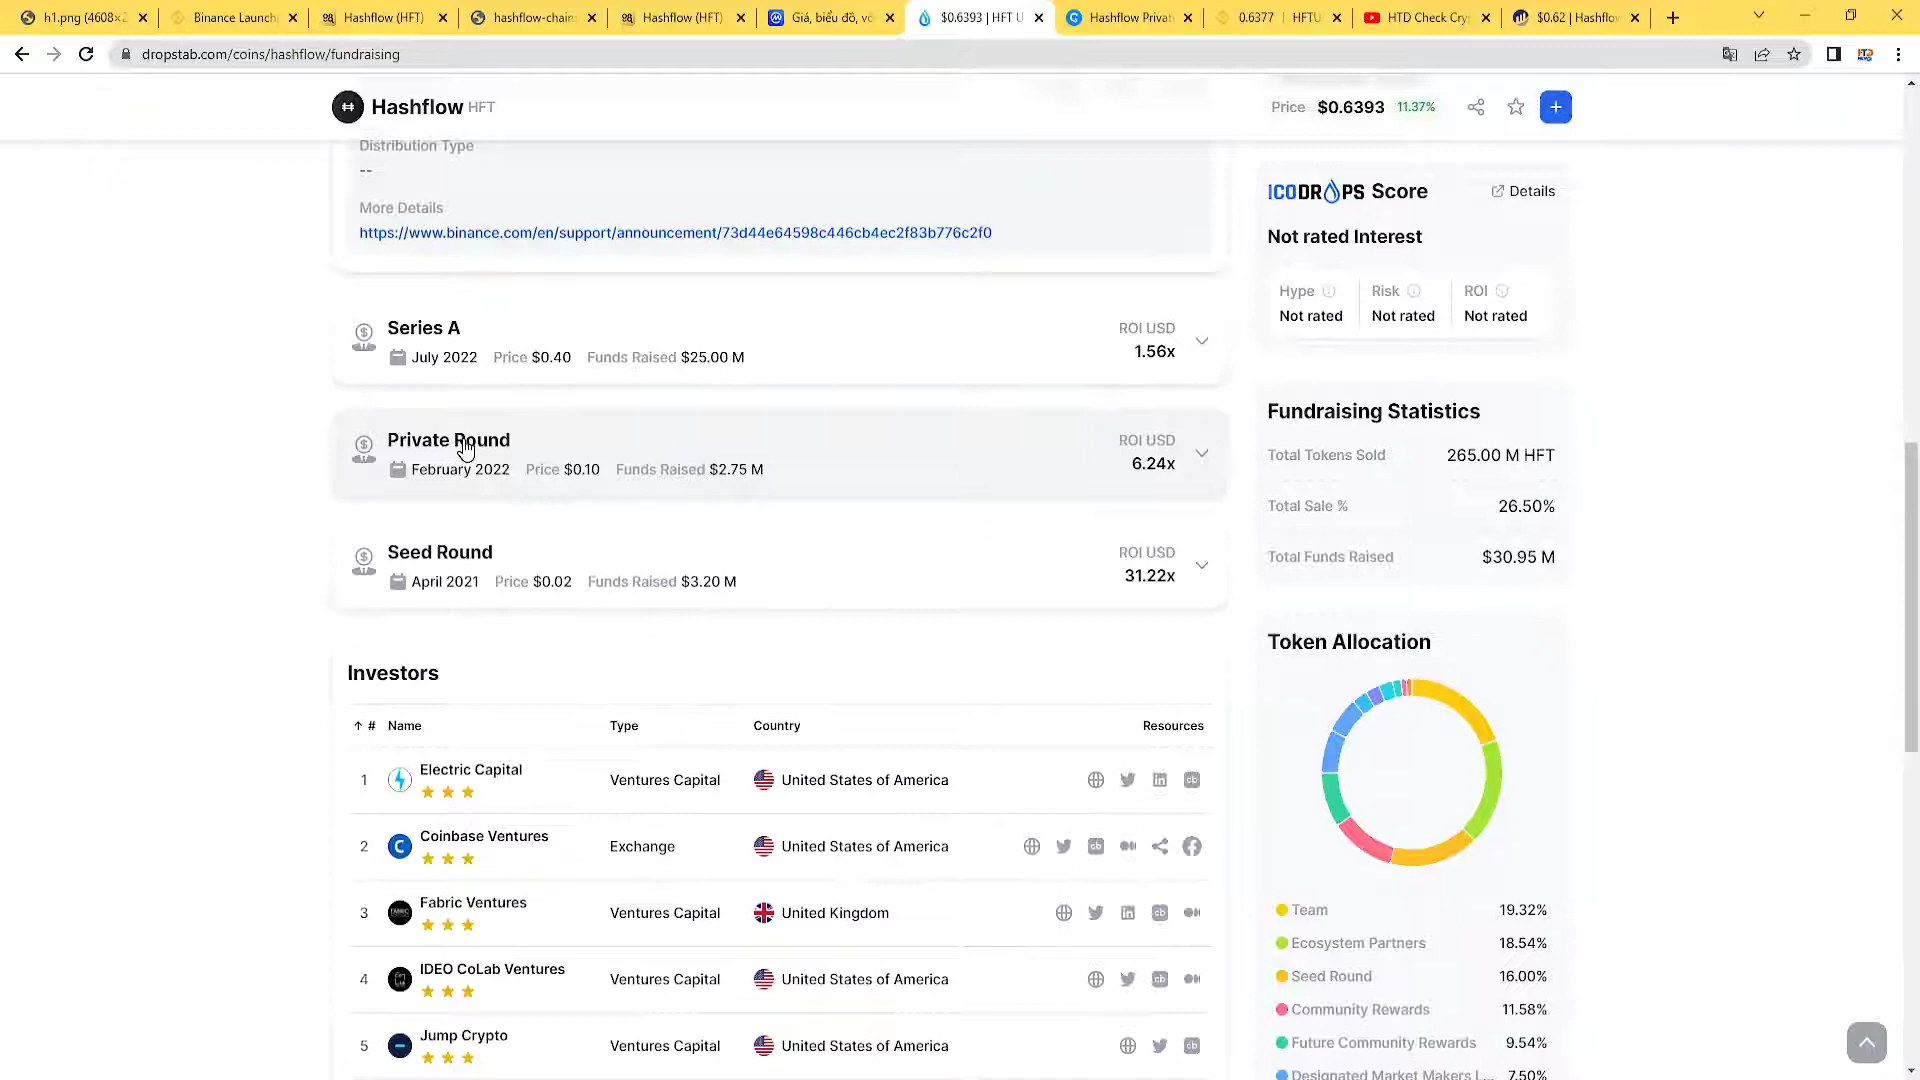 h1.png (4608×2
Binance Launch
Hashflow (HFT)
hashflow-chain
Hashflow (HFT)
Giá, biểu đồ, vố
$0.6393 | HFT U
Hashflow Privat
0.6377 | HFTU
HTD Check Cry
$0.62 | Hashflo
dropstab.com/coins/hashflow/fundraising
Hashflow HFT
Price $0.6393 11.37%
Distribution Type
--
More Details
https://www.binance.com/en/support/announcement/73d44e64598c446cb4ec2f83b776c2f0
Series A
July 2022 Price $0.40 Funds Raised $25.00 M
ROI USD
1.56x
Private Round
February 2022 Price $0.10 Funds Raised $2.75 M
ROI USD
6.24x
Seed Round
April 2021 Price $0.02 Funds Raised $3.20 M
ROI USD
31.22x
Investors
# Name Type Country Resources
1 Electric Capital Ventures Capital United States of America
2 Coinbase Ventures Exchange United States of America
3 Fabric Ventures Ventures Capital United Kingdom
4 IDEO CoLab Ventures Ventures Capital United States of America
5 Jump Crypto Ventures Capital United States of America
ICODROPS Score Details
Not rated Interest
Hype Risk ROI
Not rated Not rated Not rated
Fundraising Statistics
Total Tokens Sold 265.00 M HFT
Total Sale % 26.50%
Total Funds Raised $30.95 M
Token Allocation
Team 19.32%
Ecosystem Partners 18.54%
Seed Round 16.00%
Community Rewards 11.58%
Future Community Rewards 9.54%
Designated Market Makers L... 7.50%